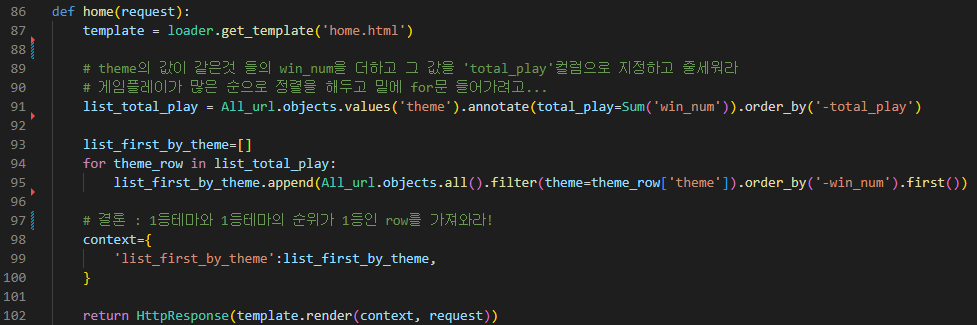 86 def home(request):
87     template = loader.get_template('home.html')
88
89     # theme의 값이 같은것 들의 win_num을 더하고 그 값을 'total_play'컬럼으로 지정하고 줄세워라
90     # 게임플레이가 많은 순으로 정렬을 해두고 밑에 for문 들어가려고...
91     list_total_play = All_url.objects.values('theme').annotate(total_play=Sum('win_num')).order_by('-total_play')
92
93     list_first_by_theme=[]
94     for theme_row in list_total_play:
95         list_first_by_theme.append(All_url.objects.all().filter(theme=theme_row['theme']).order_by('-win_num').first())
96
97     # 결론 : 1등테마와 1등테마의 순위가 1등인 row를 가져와라!
98     context={
99         'list_first_by_theme':list_first_by_theme,
100     }
101
102     return HttpResponse(template.render(context, request))